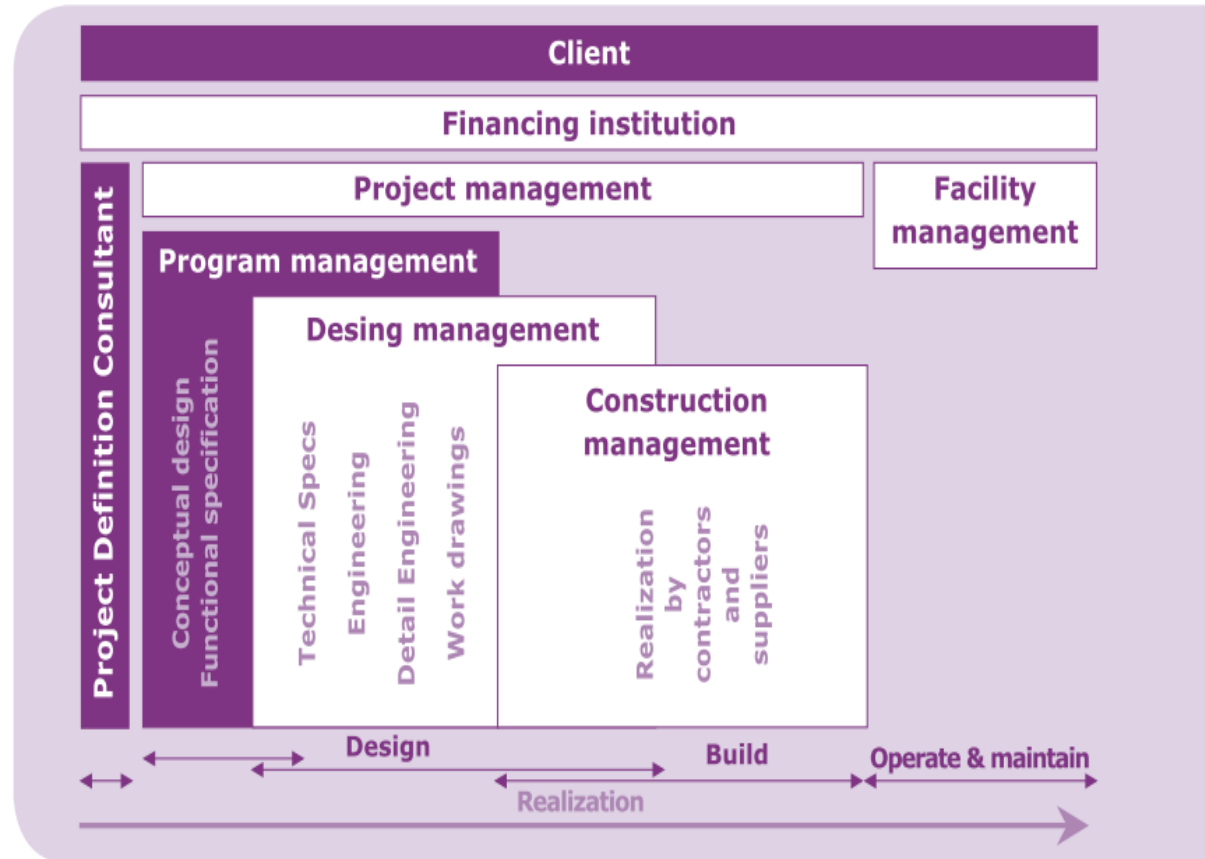 Client
Financing institution
Project Definition Consultant
Project management
Facility
management
Program management
Conceptual design
Functional specification
Desing management
Technical Specs
Engineering
Detail Engineering
Work drawings
Construction
management
Realization
by
contractors
and
suppliers
Design
Build
Operate & maintain
Realization